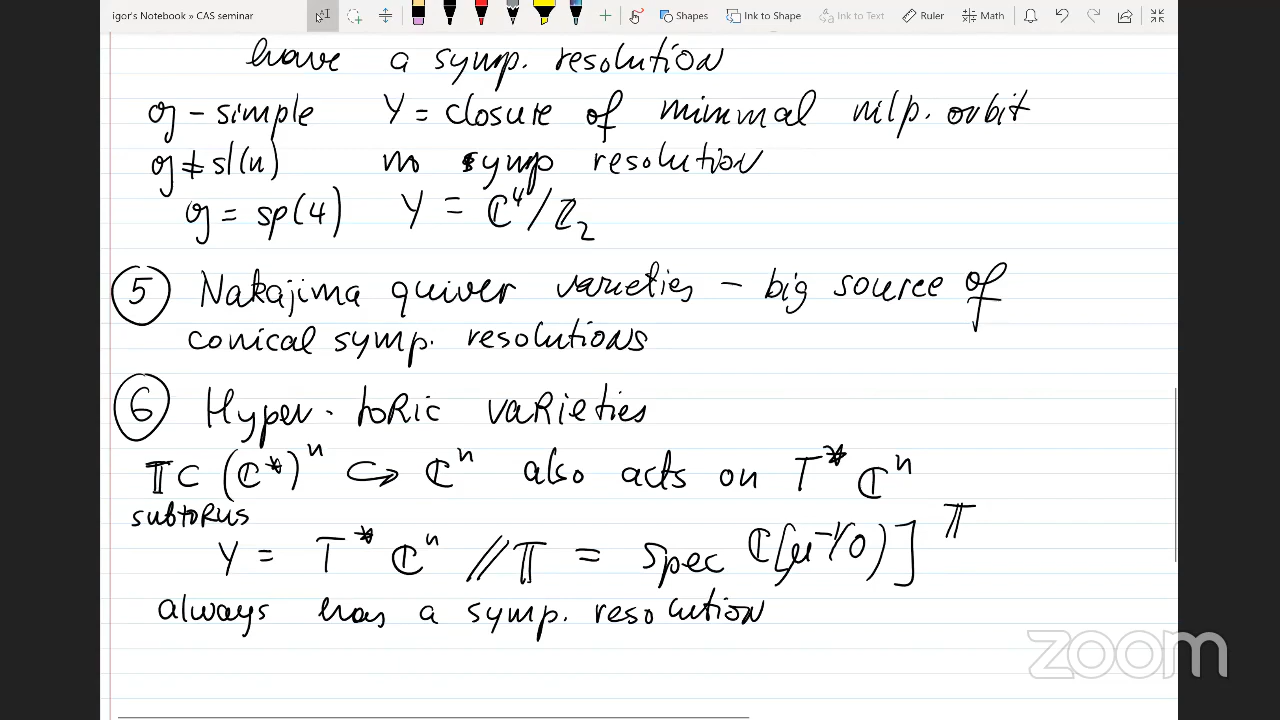 igor's Notebook » CAS seminar
Shapes Ink to Shape Ink to Text Ruler Math
have a symp. resolution
𝔤 - simple Y = closure of minimal nilp. orbit
𝔤 ≠ sl(n) no symp resolution
𝔤 = sp(4) Y = ℂ⁴/ℤ₂
⑤ Nakajima quiver varieties - big source of
conical symp. resolutions
⑥ Hyper-toric varieties
𝕋 ⊂ (ℂ*)ⁿ ↪ ℂⁿ also acts on T*ℂⁿ
subtorus
Y = T*ℂⁿ // 𝕋 = spec ℂ[μ⁻¹(0)]^𝕋
always has a symp. resolution
zoom